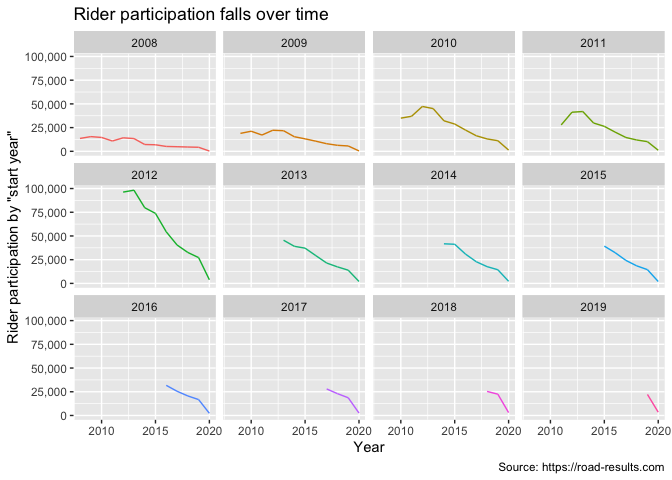 Rider participation falls over time
2008 2009 2010 2011
100,000
75,000
50,000
25,000
0
2012 2013 2014 2015
100,000
75,000
50,000
25,000
0
2016 2017 2018 2019
100,000
75,000
50,000
25,000
0
2010 2015 2020 2010 2015 2020 2010 2015 2020 2010 2015 2020
Rider participation by "start year"
Year
Source: https://road-results.com